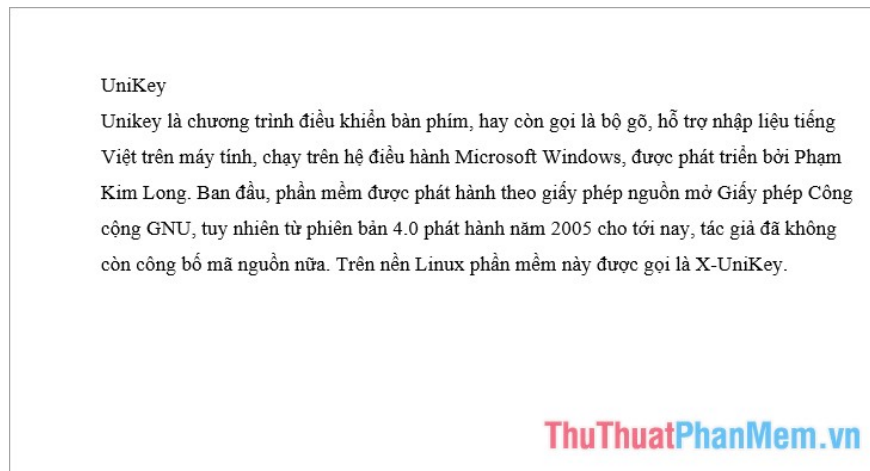 UniKey
Unikey là chương trình điều khiển bàn phím, hay còn gọi là bộ gõ, hỗ trợ nhập liệu tiếng
Việt trên máy tính, chạy trên hệ điều hành Microsoft Windows, được phát triển bởi Phạm
Kim Long. Ban đầu, phần mềm được phát hành theo giấy phép nguồn mở Giấy phép Công
cộng GNU, tuy nhiên từ phiên bản 4.0 phát hành năm 2005 cho tới nay, tác giả đã không
còn công bố mã nguồn nữa. Trên nền Linux phần mềm này được gọi là X-UniKey.
ThuThuatPhanMem.vn